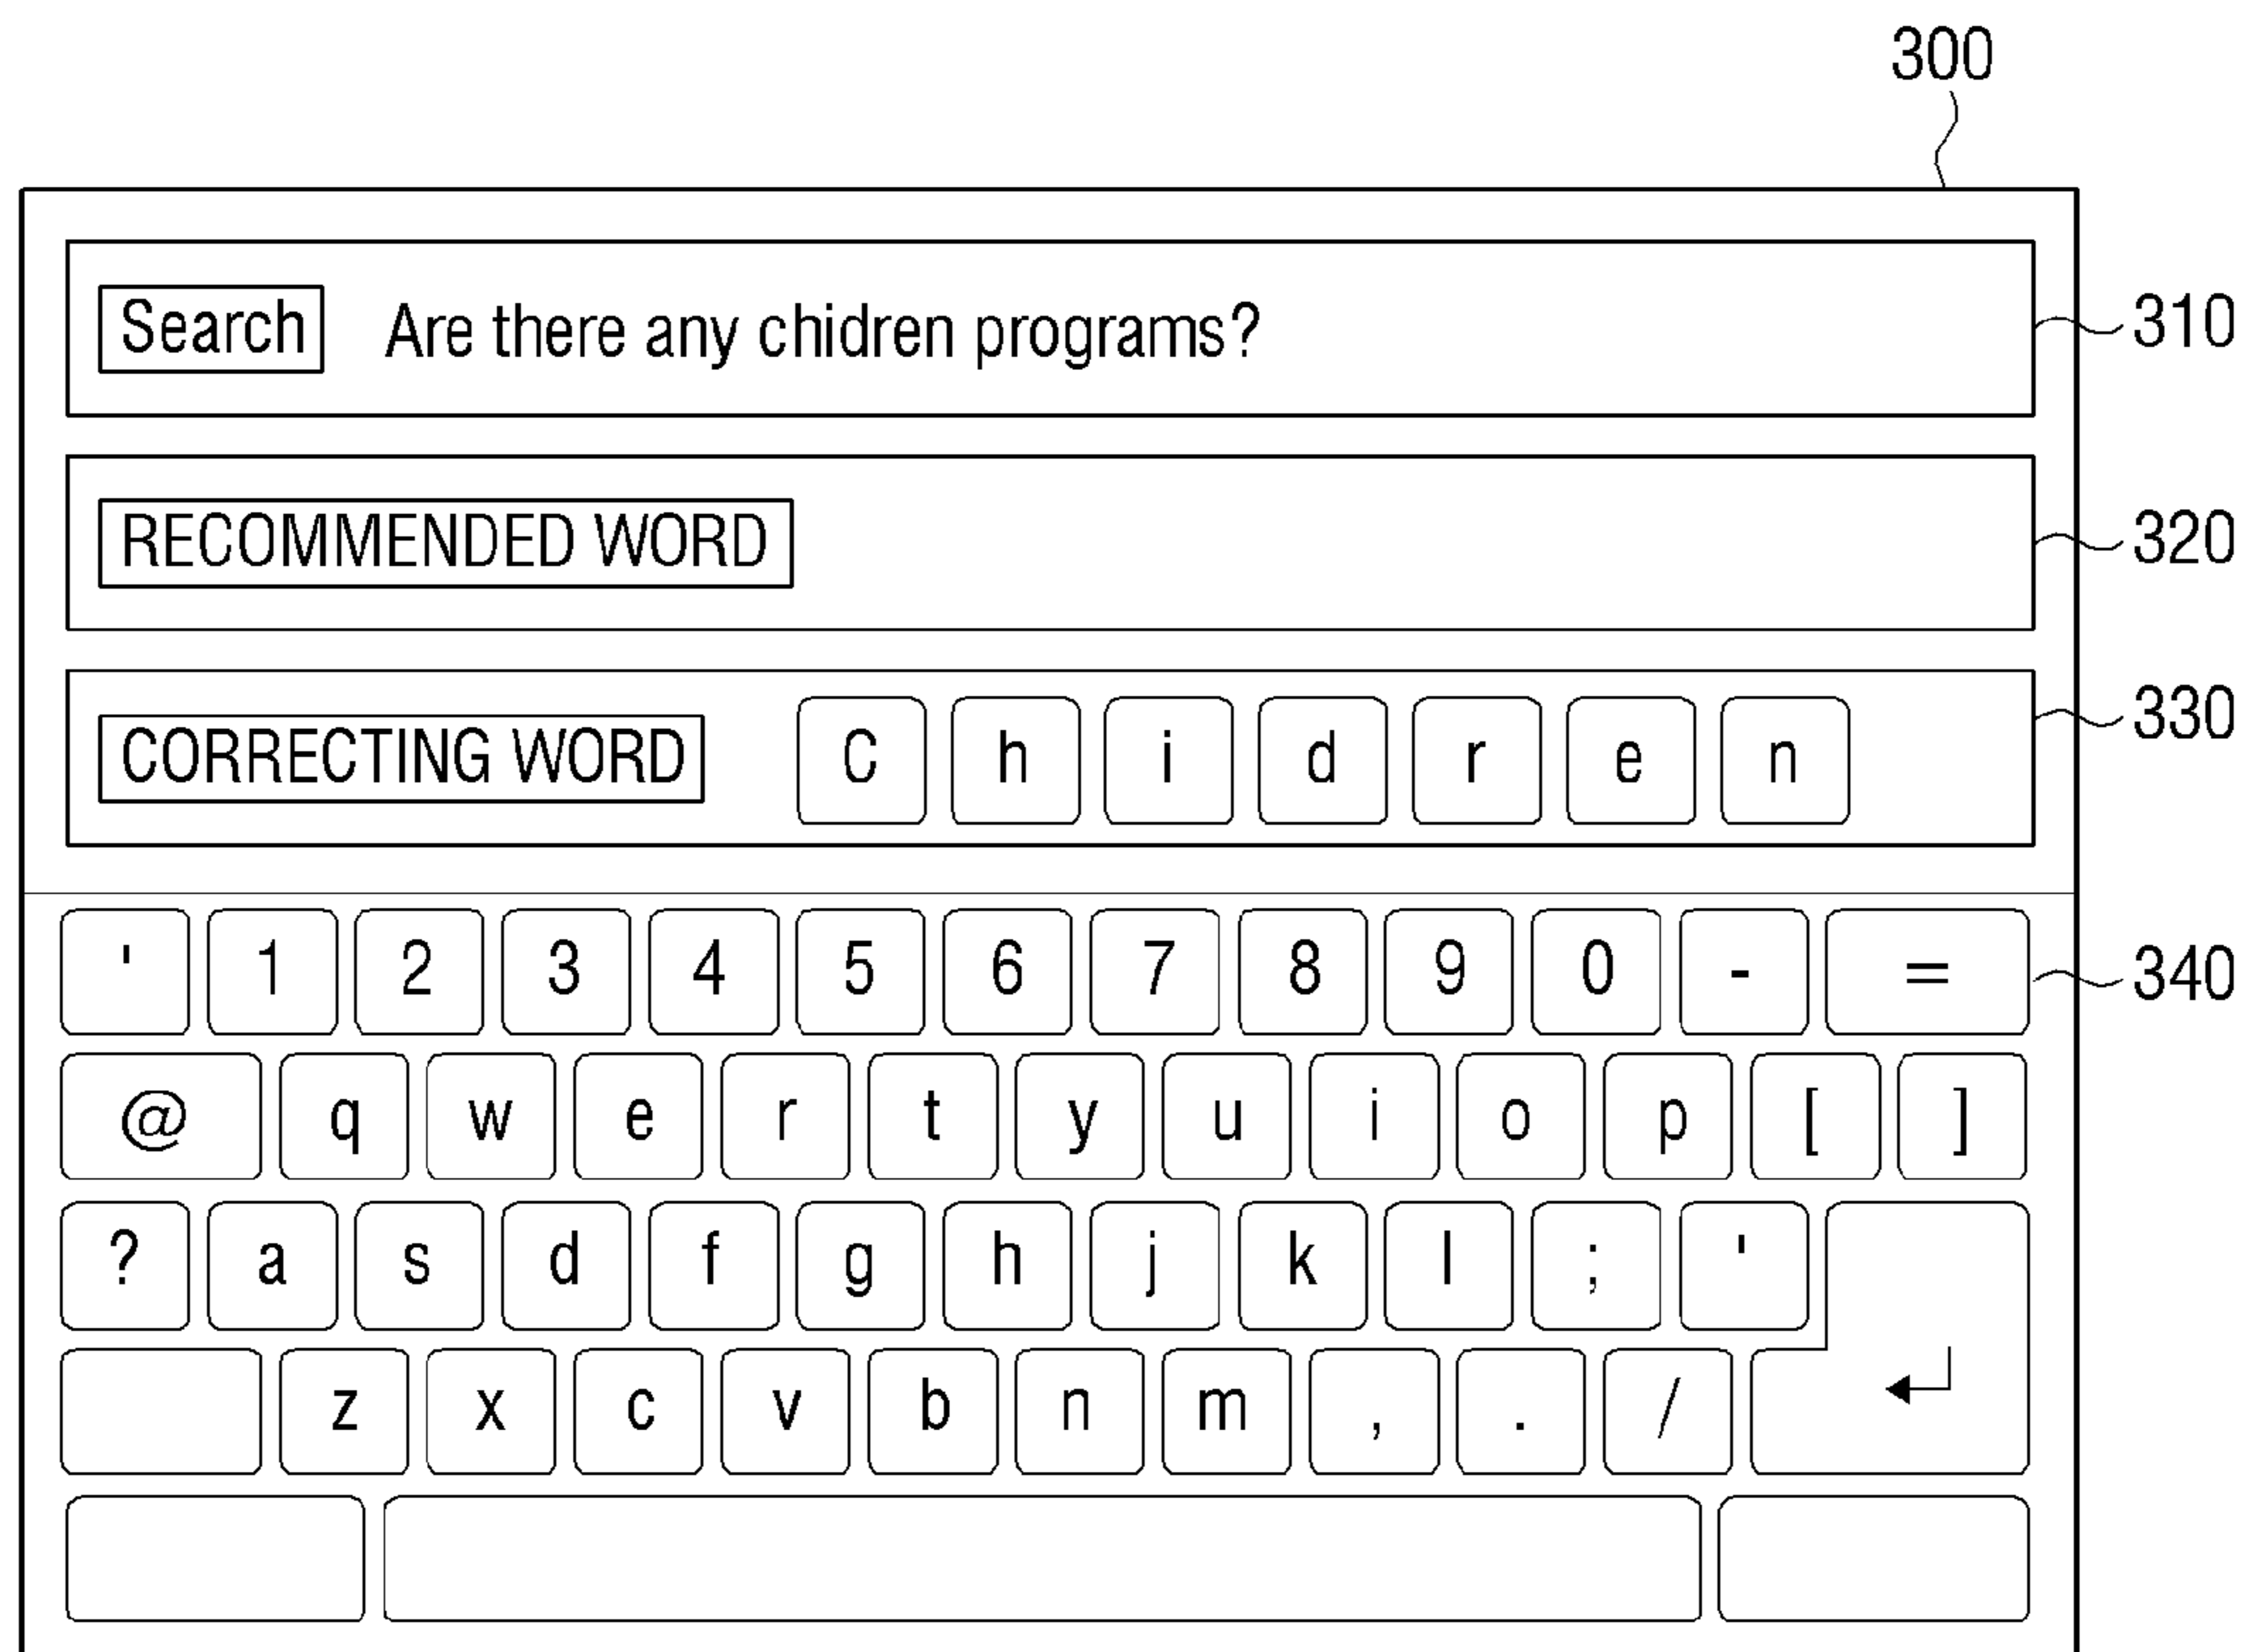 300
Search Are there any chidren programs? 310
RECOMMENDED WORD 320
CORRECTING WORD C h i d r e n 330
' 1 2 3 4 5 6 7 8 9 0 - = 340
@ q w e r t y u i o p [ ]
? a s d f g h j k l ; '
z x c v b n m , . /